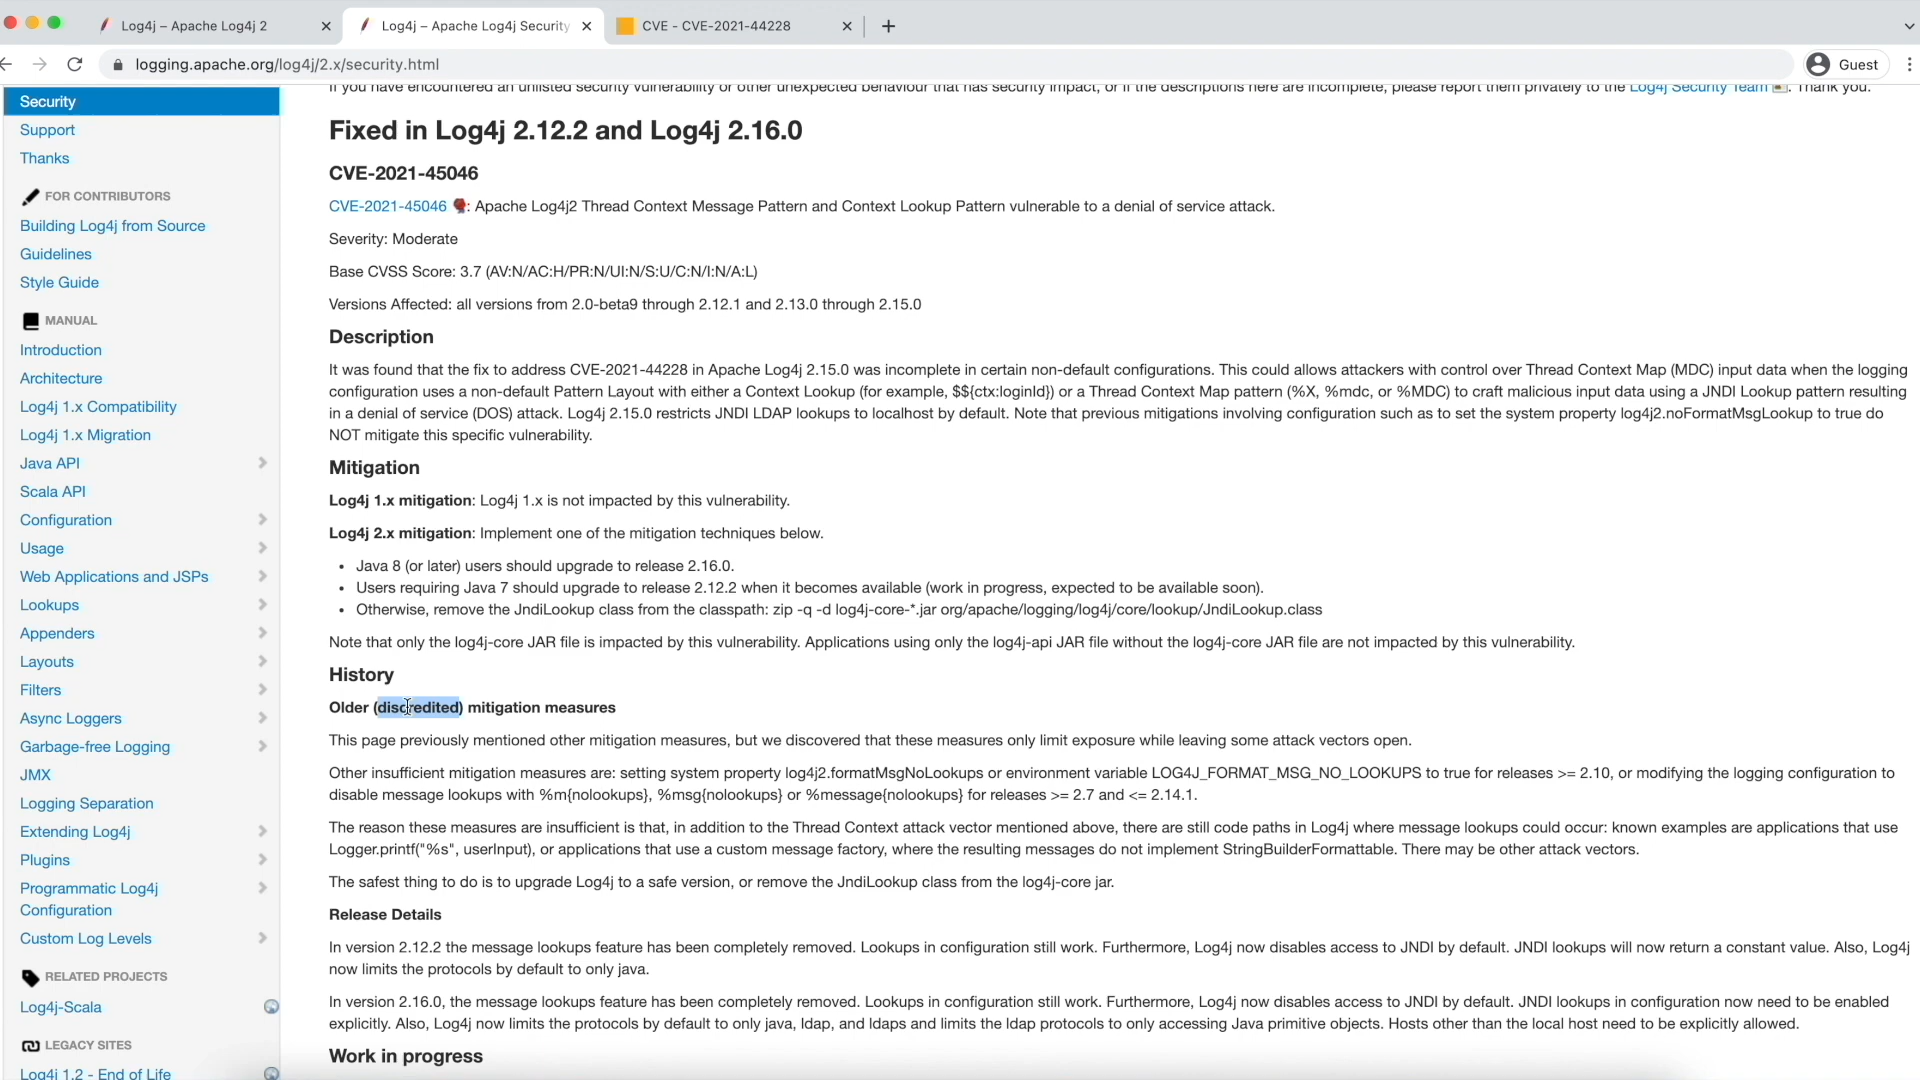 Log4j – Apache Log4j 2
Log4j – Apache Log4j Security
CVE - CVE-2021-44228
logging.apache.org/log4j/2.x/security.html
Guest
Security
Support
Thanks
FOR CONTRIBUTORS
Building Log4j from Source
Guidelines
Style Guide
MANUAL
Introduction
Architecture
Log4j 1.x Compatibility
Log4j 1.x Migration
Java API
Scala API
Configuration
Usage
Web Applications and JSPs
Lookups
Appenders
Layouts
Filters
Async Loggers
Garbage-free Logging
JMX
Logging Separation
Extending Log4j
Plugins
Programmatic Log4j
Configuration
Custom Log Levels
RELATED PROJECTS
Log4j-Scala
LEGACY SITES
Log4j 1.2 - End of Life
If you have encountered an unlisted security vulnerability or other unexpected behaviour that has security impact, or if the descriptions here are incomplete, please report them privately to the Log4j Security Team. Thank you.
Fixed in Log4j 2.12.2 and Log4j 2.16.0
CVE-2021-45046
CVE-2021-45046 : Apache Log4j2 Thread Context Message Pattern and Context Lookup Pattern vulnerable to a denial of service attack.
Severity: Moderate
Base CVSS Score: 3.7 (AV:N/AC:H/PR:N/UI:N/S:U/C:N/I:N/A:L)
Versions Affected: all versions from 2.0-beta9 through 2.12.1 and 2.13.0 through 2.15.0
Description
It was found that the fix to address CVE-2021-44228 in Apache Log4j 2.15.0 was incomplete in certain non-default configurations. This could allows attackers with control over Thread Context Map (MDC) input data when the logging
configuration uses a non-default Pattern Layout with either a Context Lookup (for example, $${ctx:loginId}) or a Thread Context Map pattern (%X, %mdc, or %MDC) to craft malicious input data using a JNDI Lookup pattern resulting
in a denial of service (DOS) attack. Log4j 2.15.0 restricts JNDI LDAP lookups to localhost by default. Note that previous mitigations involving configuration such as to set the system property log4j2.noFormatMsgLookup to true do
NOT mitigate this specific vulnerability.
Mitigation
Log4j 1.x mitigation: Log4j 1.x is not impacted by this vulnerability.
Log4j 2.x mitigation: Implement one of the mitigation techniques below.
• Java 8 (or later) users should upgrade to release 2.16.0.
• Users requiring Java 7 should upgrade to release 2.12.2 when it becomes available (work in progress, expected to be available soon).
• Otherwise, remove the JndiLookup class from the classpath: zip -q -d log4j-core-*.jar org/apache/logging/log4j/core/lookup/JndiLookup.class
Note that only the log4j-core JAR file is impacted by this vulnerability. Applications using only the log4j-api JAR file without the log4j-core JAR file are not impacted by this vulnerability.
History
Older (discredited) mitigation measures
This page previously mentioned other mitigation measures, but we discovered that these measures only limit exposure while leaving some attack vectors open.
Other insufficient mitigation measures are: setting system property log4j2.formatMsgNoLookups or environment variable LOG4J_FORMAT_MSG_NO_LOOKUPS to true for releases >= 2.10, or modifying the logging configuration to
disable message lookups with %m{nolookups}, %msg{nolookups} or %message{nolookups} for releases >= 2.7 and <= 2.14.1.
The reason these measures are insufficient is that, in addition to the Thread Context attack vector mentioned above, there are still code paths in Log4j where message lookups could occur: known examples are applications that use
Logger.printf("%s", userInput), or applications that use a custom message factory, where the resulting messages do not implement StringBuilderFormattable. There may be other attack vectors.
The safest thing to do is to upgrade Log4j to a safe version, or remove the JndiLookup class from the log4j-core jar.
Release Details
In version 2.12.2 the message lookups feature has been completely removed. Lookups in configuration still work. Furthermore, Log4j now disables access to JNDI by default. JNDI lookups will now return a constant value. Also, Log4j
now limits the protocols by default to only java.
In version 2.16.0, the message lookups feature has been completely removed. Lookups in configuration still work. Furthermore, Log4j now disables access to JNDI by default. JNDI lookups in configuration now need to be enabled
explicitly. Also, Log4j now limits the protocols by default to only java, ldap, and ldaps and limits the ldap protocols to only accessing Java primitive objects. Hosts other than the local host need to be explicitly allowed.
Work in progress